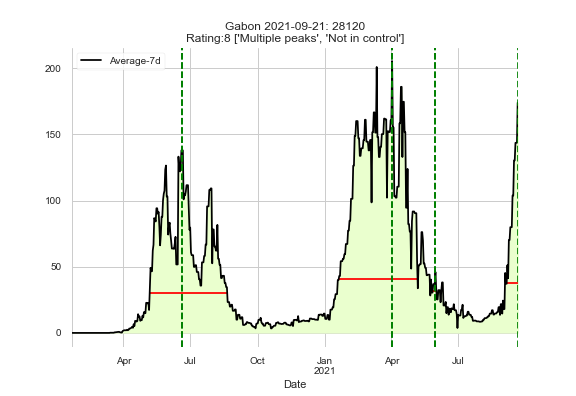 Gabon 2021-09-21: 28120
Rating:8 ['Multiple peaks', 'Not in control']
Average-7d
200
150
100
50
0
Apr
Jul
Oct
Jan
2021
Apr
Jul
Date